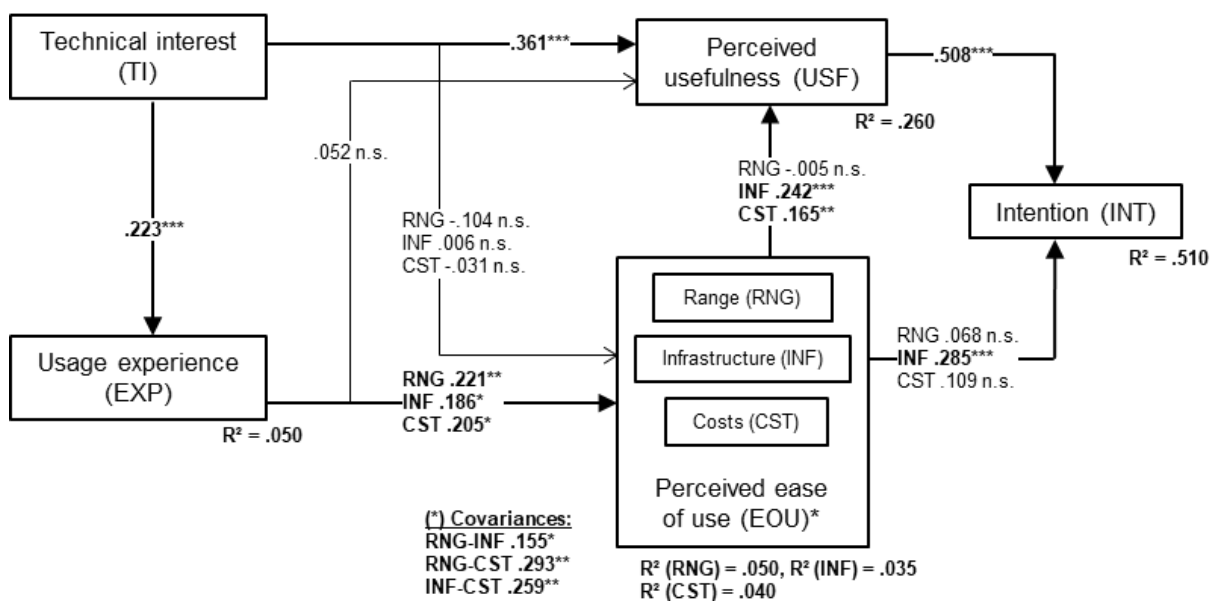 Technical interest
(TI)
.361***
Perceived
usefulness (USF)
.508***
R² = .260
.052 n.s.
RNG -.005 n.s.
INF .242***
CST .165**
.223***
RNG -.104 n.s.
INF .006 n.s.
CST -.031 n.s.
Intention (INT)
R² = .510
Range (RNG)
Infrastructure (INF)
Costs (CST)
Perceived ease
of use (EOU)*
RNG .068 n.s.
INF .285***
CST .109 n.s.
Usage experience
(EXP)
R² = .050
RNG .221**
INF .186*
CST .205*
(*) Covariances:
RNG-INF .155*
RNG-CST .293**
INF-CST .259**
R² (RNG) = .050, R² (INF) = .035
R² (CST) = .040